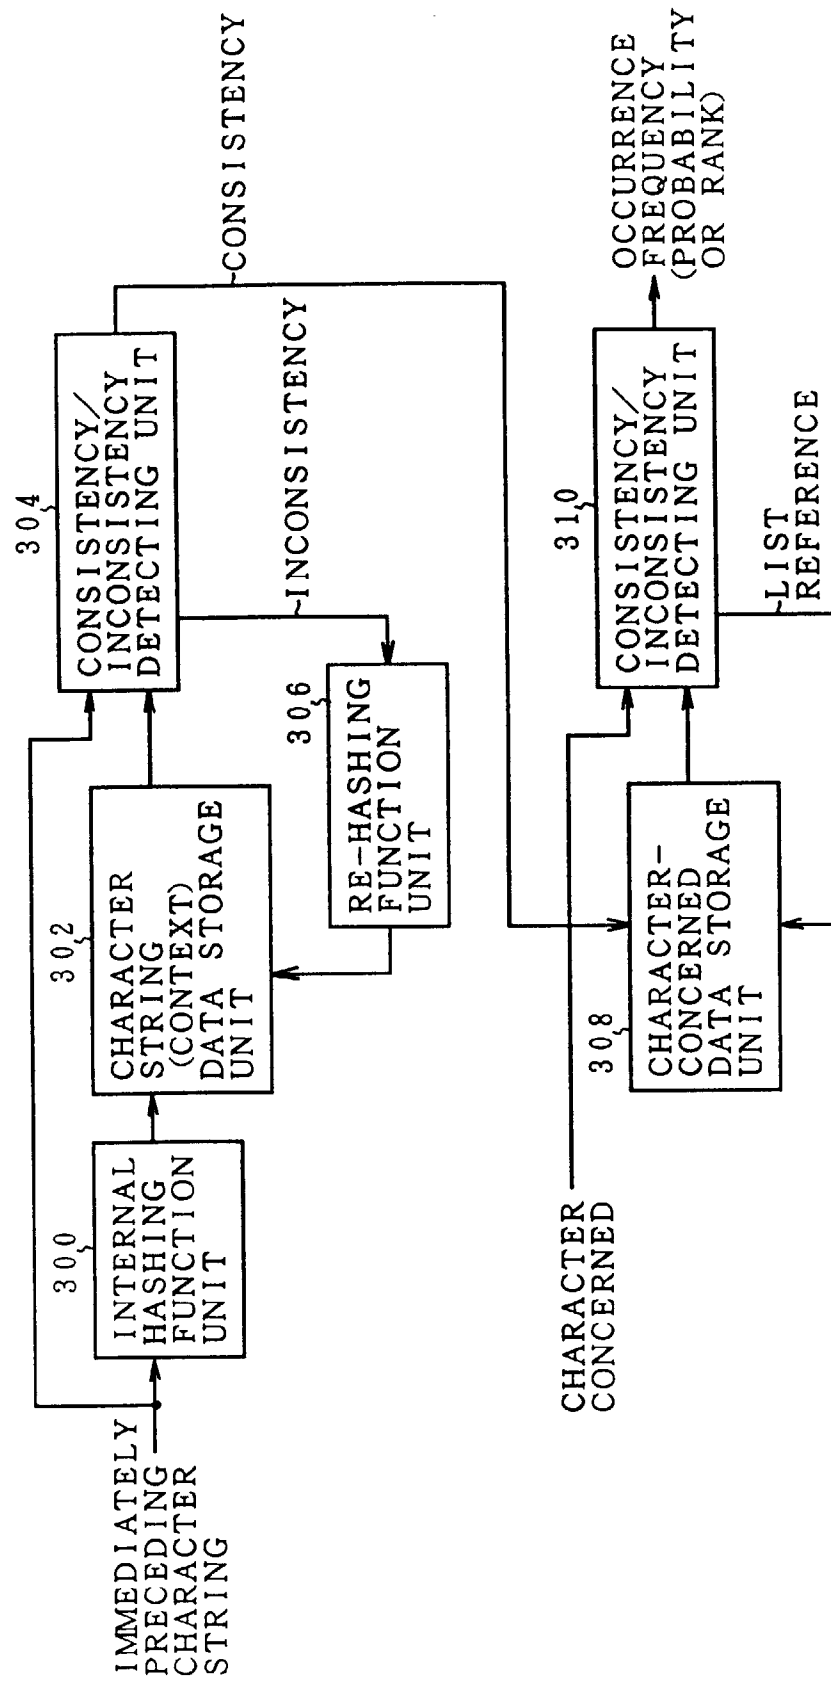 IMMEDIATELY
PRECEDING
CHARACTER
STRING
300
INTERNAL
HASHING
FUNCTION
UNIT
302
CHARACTER
STRING
(CONTEXT)
DATA STORAGE
UNIT
304
CONSISTENCY/
INCONSISTENCY
DETECTING UNIT
CONSISTENCY
INCONSISTENCY
306
RE-HASHING
FUNCTION
UNIT
CHARACTER
CONCERNED
308
CHARACTER-
CONCERNED
DATA STORAGE
UNIT
310
CONSISTENCY/
INCONSISTENCY
DETECTING UNIT
OCCURRENCE
FREQUENCY
(PROBABILITY
OR RANK)
LIST
REFERENCE